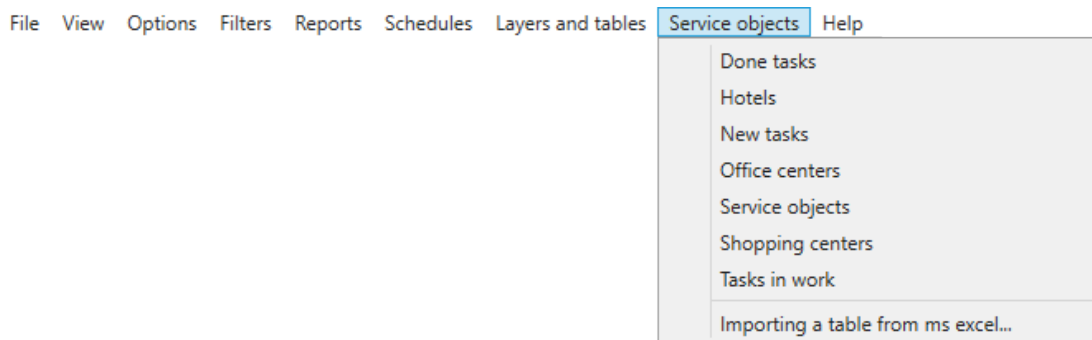 File View Options Filters Reports Schedules Layers and tables Service objects Help
Done tasks
Hotels
New tasks
Office centers
Service objects
Shopping centers
Tasks in work
Importing a table from ms excel...